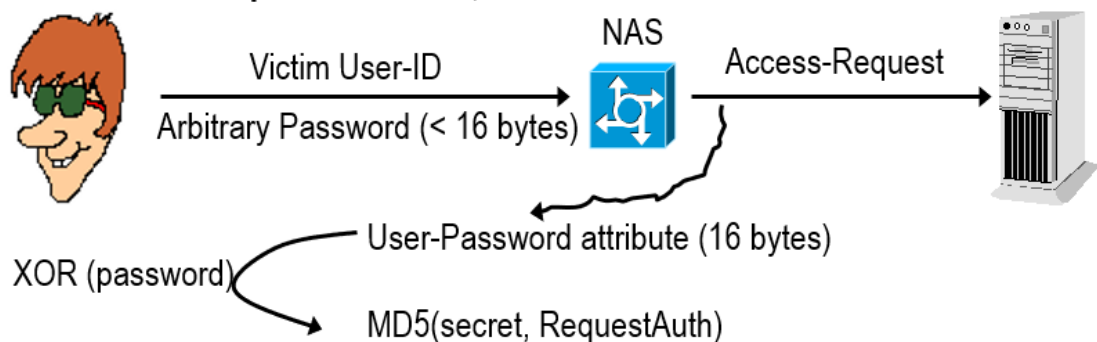 NAS
Victim User-ID
Access-Request
Arbitrary Password (< 16 bytes)
User-Password attribute (16 bytes)
XOR (password)
MD5(secret, RequestAuth)